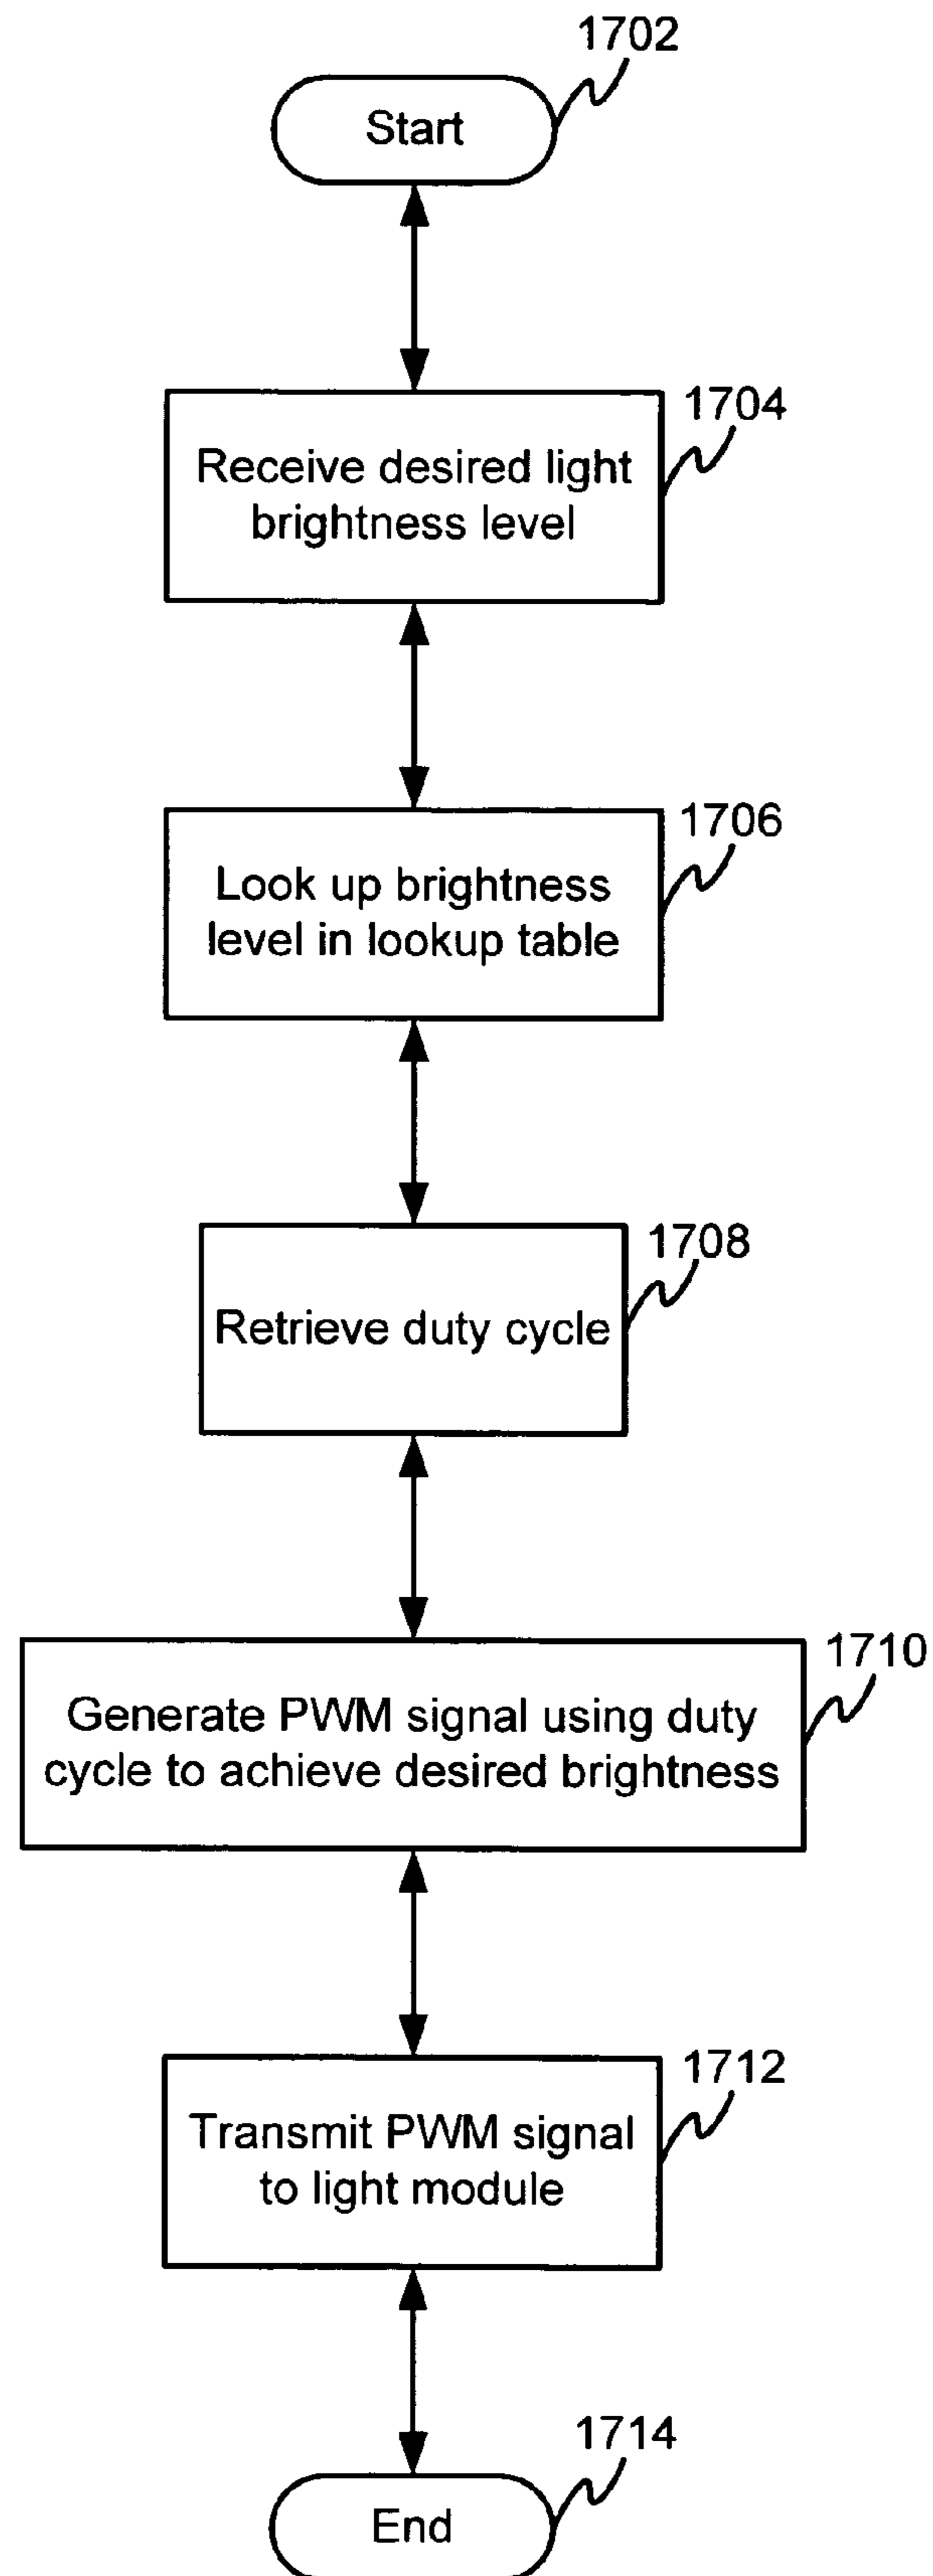 1702
Start
1704
Receive desired light
brightness level
1706
Look up brightness
level in lookup table
1708
Retrieve duty cycle
1710
Generate PWM signal using duty
cycle to achieve desired brightness
1712
Transmit PWM signal
to light module
1714
End